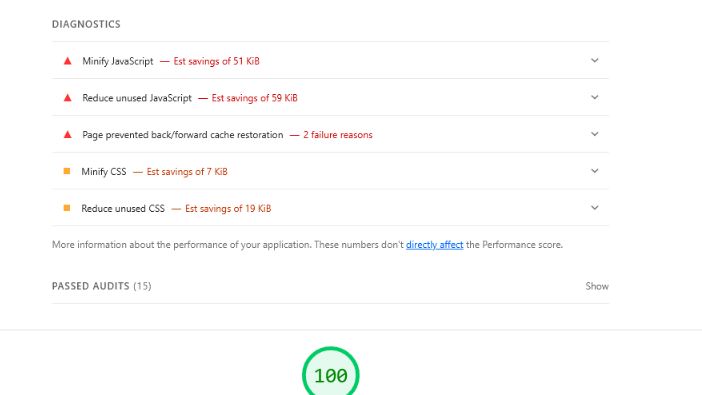 DIAGNOSTICS
Minify JavaScript — Est savings of 51 KiB
Reduce unused JavaScript — Est savings of 59 KiB
Page prevented back/forward cache restoration — 2 failure reasons
Minify CSS — Est savings of 7 KiB
Reduce unused CSS — Est savings of 19 KiB
More information about the performance of your application. These numbers don't directly affect the Performance score.
PASSED AUDITS (15) Show
100